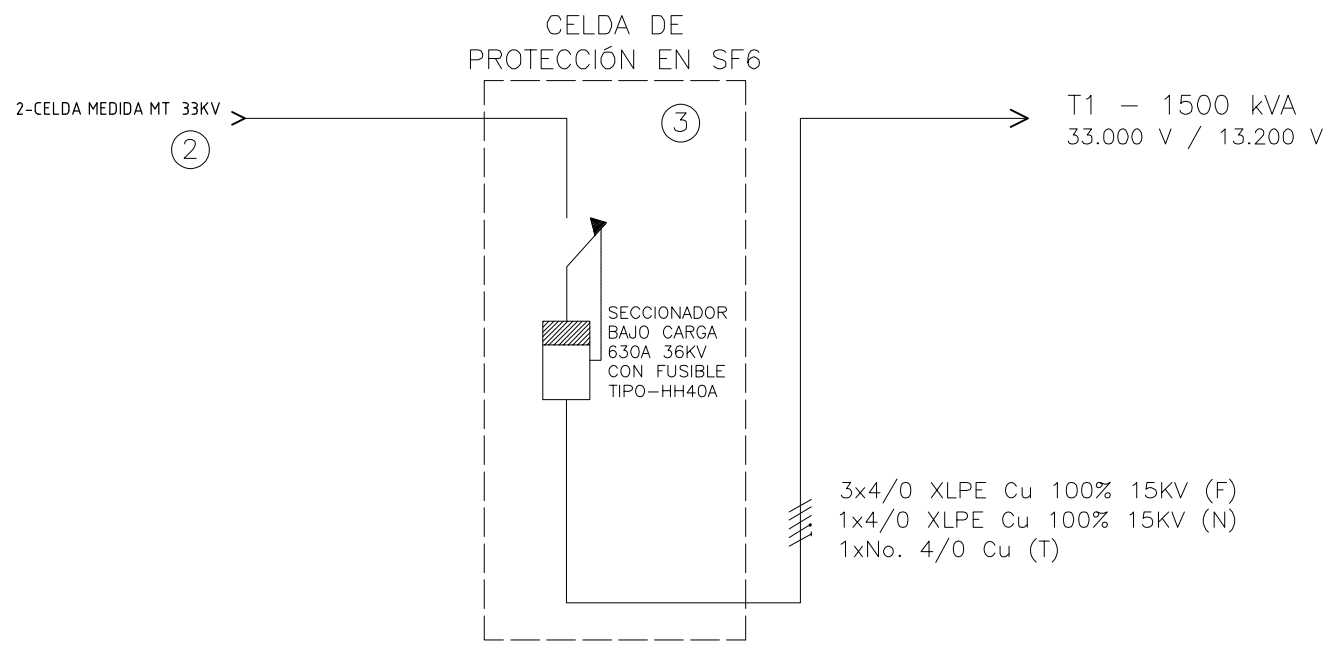 CELDA DE
PROTECCIÓN EN SF6
2-CELDA MEDIDA MT 33KV
2
3
T1 - 1500 kVA
33.000 V / 13.200 V
SECCIONADOR
BAJO CARGA
630A 36KV
CON FUSIBLE
TIPO-HH40A
3x4/0 XLPE Cu 100% 15KV (F)
1x4/0 XLPE Cu 100% 15KV (N)
1xNo. 4/0 Cu (T)